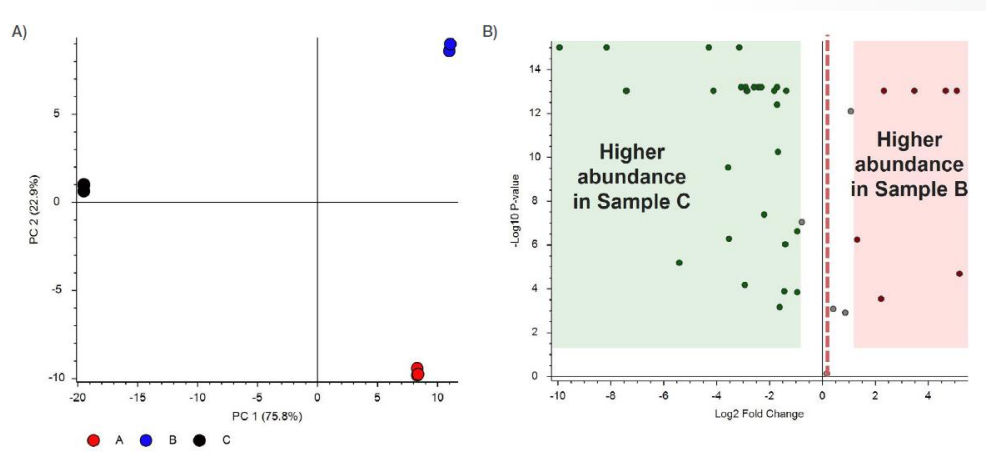 A)
5
0
-5
-10
PC 2 (22.9%)
-20
-15
-10
-5
0
5
10
PC 1 (75.8%)
A
B
C
B)
14
12
10
8
6
4
2
0
-Log10 P-value
Higher
abundance
in Sample C
Higher
abundance
in Sample B
-10
-8
-6
-4
-2
0
2
4
Log2 Fold Change